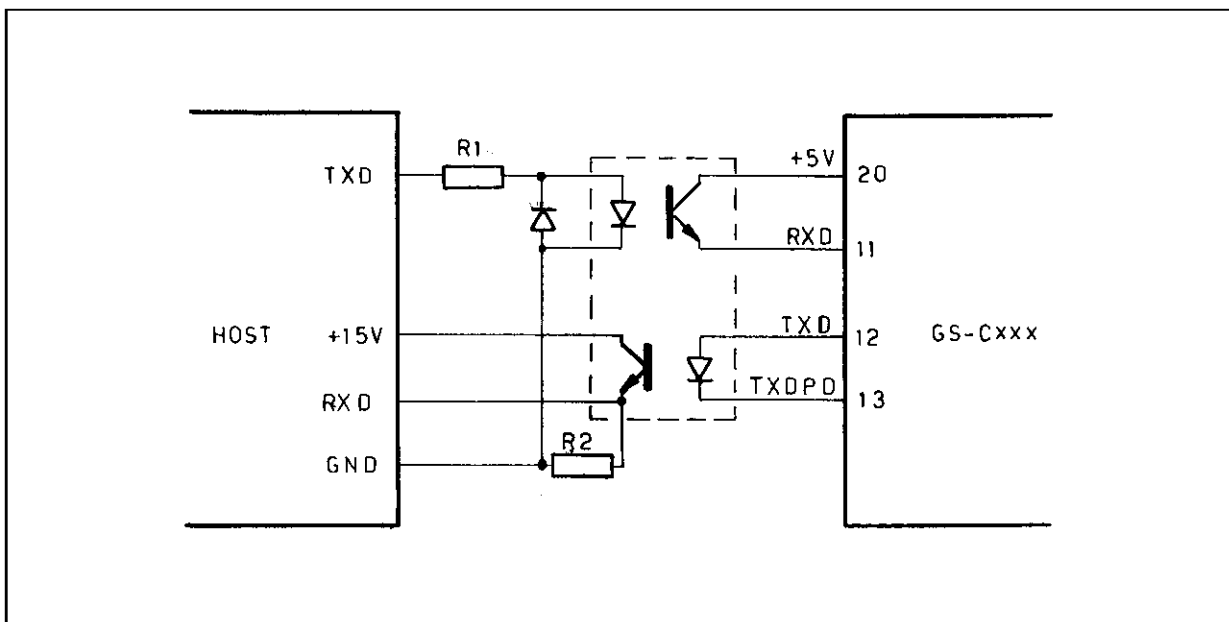 R1
TXD
+5V
20
RXD
11
TXD
12
HOST
+15V
GS-Cxxx
TXDPD
13
RXD
R2
GND